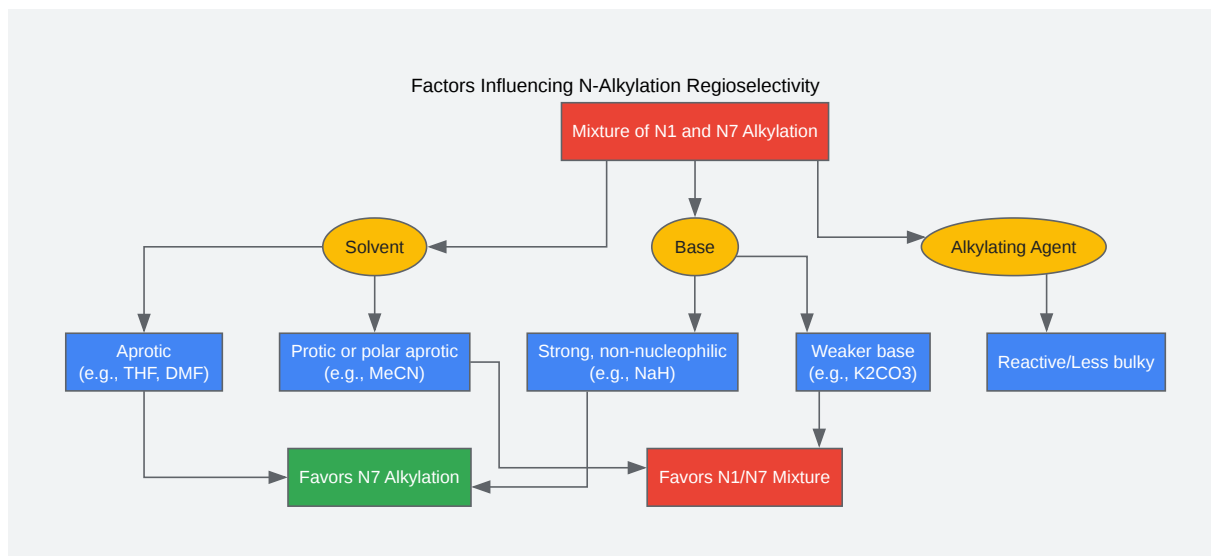 Factors Influencing N-Alkylation Regioselectivity
Mixture of N1 and N7 Alkylation
Solvent
Base
Alkylating Agent
Aprotic
(e.g., THF, DMF)
Protic or polar aprotic
(e.g., MeCN)
Strong, non-nucleophilic
(e.g., NaH)
Weaker base
(e.g., K2CO3)
Reactive/Less bulky
Favors N7 Alkylation
Favors N1/N7 Mixture